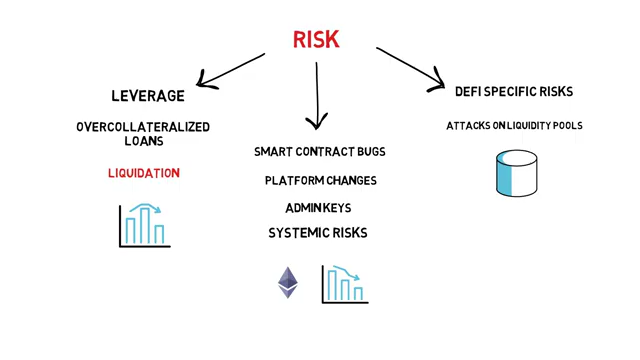 RISK
LEVERAGE
OVERCOLLATERALIZED
LOANS
LIQUIDATION
SMART CONTRACT BUGS
PLATFORM CHANGES
ADMIN KEYS
SYSTEMIC RISKS
DEFI SPECIFIC RISKS
ATTACKS ON LIQUIDITY POOLS